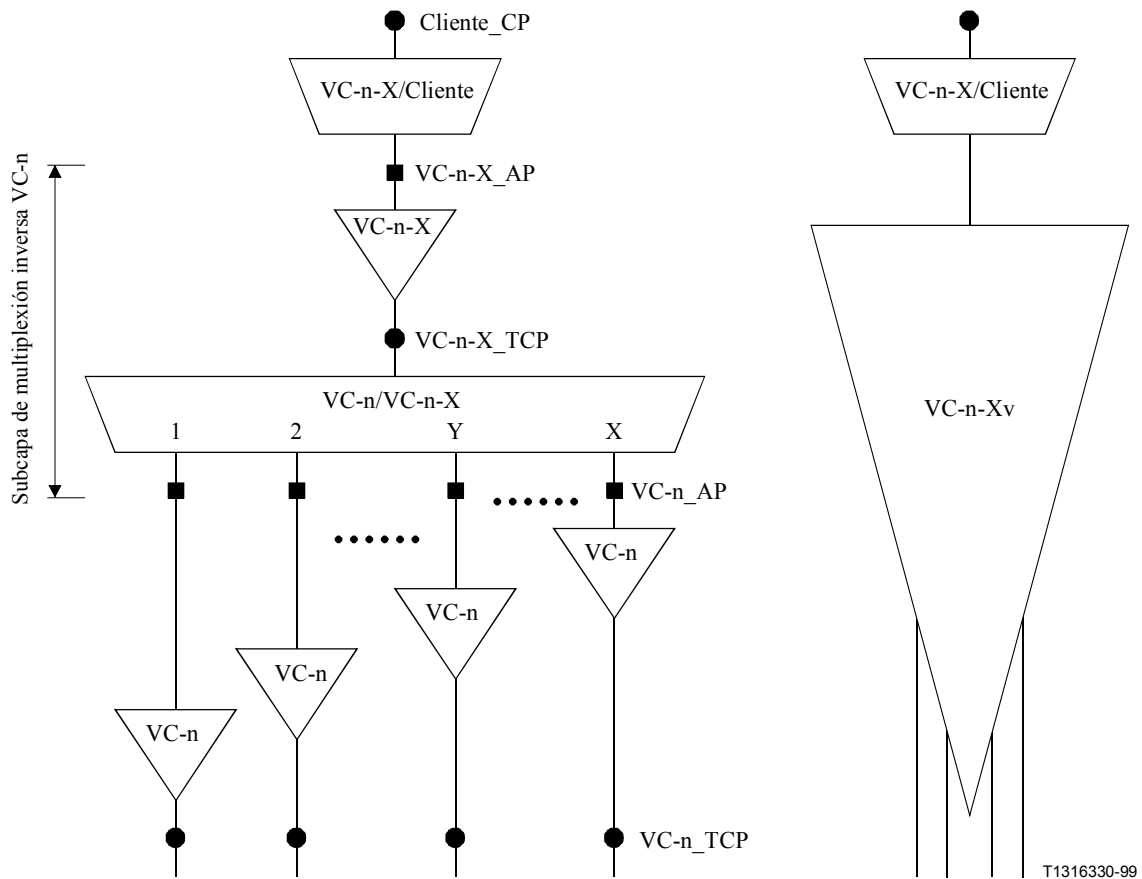 Cliente_CP
VC-n-X/Cliente
VC-n-X/Cliente
VC-n-X_AP
Subcapa de multiplexión inversa VC-n
VC-n-X
VC-n-X_TCP
VC-n/VC-n-X
VC-n-Xv
1 2 Y X
VC-n_AP
VC-n
VC-n
VC-n
VC-n
VC-n_TCP
T1316330-99